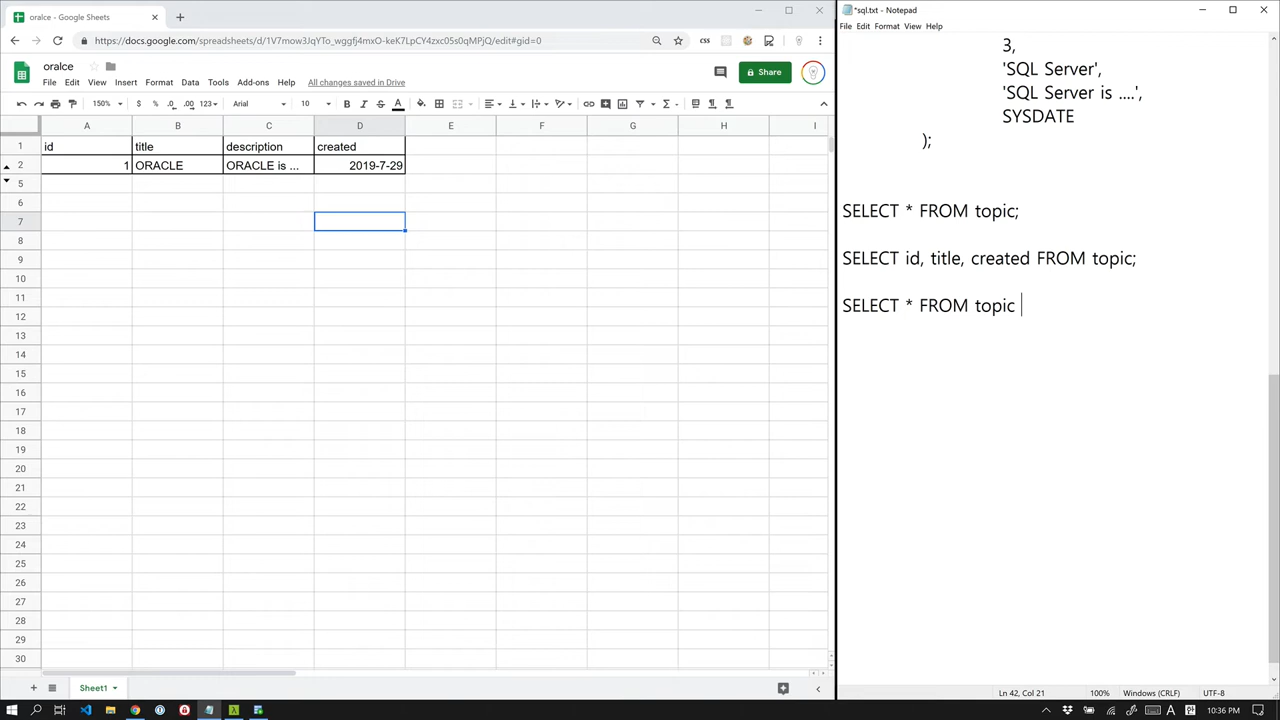 oralce - Google Sheets
https://docs.google.com/spreadsheets/d/1V7mow3JqYTo_wggfj4mxO-keK7LpCY4zxc05s0qMPjQ/edit#gid=0
oralce
File Edit View Insert Format Data Tools Add-ons Help All changes saved in Drive
Share
150% $ % .0 .00 123 Arial 10 B I S A
A B C D E F G H I
1 id title description created
2 1 ORACLE ORACLE is ... 2019-7-29
5
6
7
8
9
10
11
12
13
14
15
16
17
18
19
20
21
22
23
24
25
26
27
28
29
30
Sheet1
*sql.txt - Notepad
File Edit Format View Help
3,
'SQL Server',
'SQL Server is ....',
SYSDATE
);
SELECT * FROM topic;
SELECT id, title, created FROM topic;
SELECT * FROM topic
Ln 42, Col 21 100% Windows (CRLF) UTF-8
A 10:36 PM